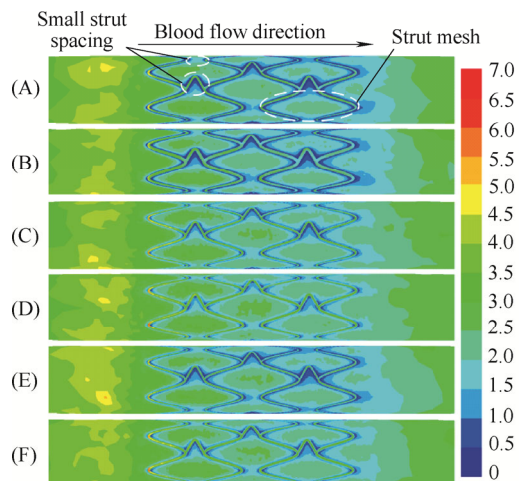 Small strut
spacing
Blood flow direction
Strut mesh
(A)
(B)
(C)
(D)
(E)
(F)
7.0
6.5
6.0
5.5
5.0
4.5
4.0
3.5
3.0
2.5
2.0
1.5
1.0
0.5
0